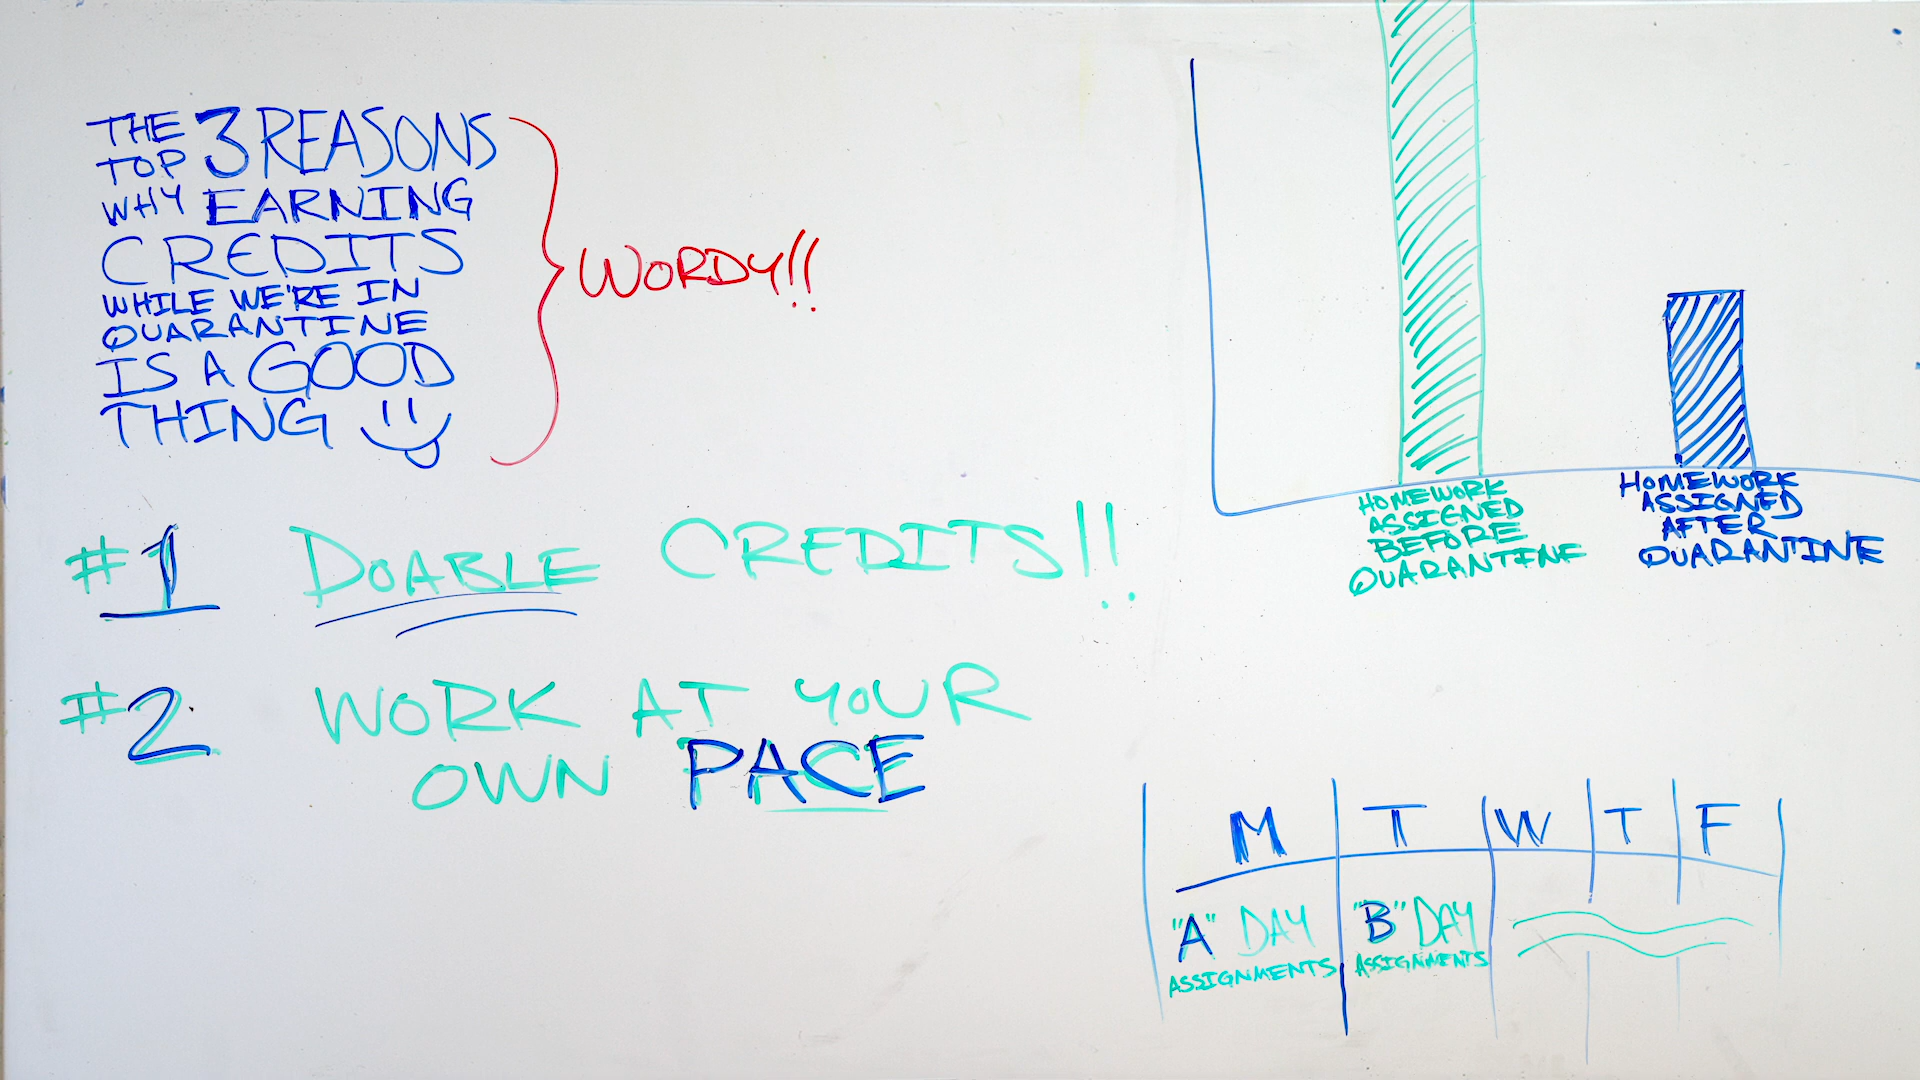 THE TOP 3 REASONS
WHY EARNING
CREDITS
WHILE WE'RE IN
QUARANTINE
IS A GOOD
THING
WORDY!!
#1 DOABLE CREDITS!!
#2 WORK AT YOUR
OWN PACE
HOMEWORK
ASSIGNED
BEFORE
QUARANTINE
HOMEWORK
ASSIGNED
AFTER
QUARANTINE
M T W T F
"A" DAY
ASSIGNMENTS
"B" DAY
ASSIGNMENTS